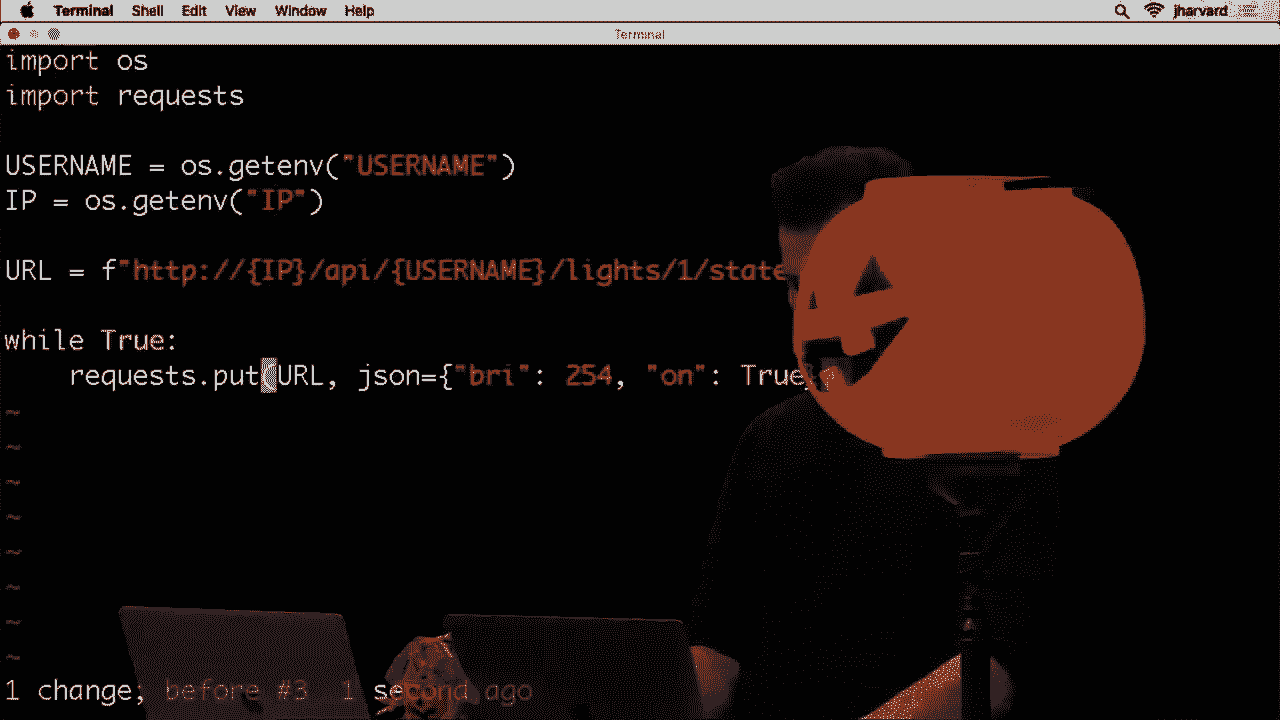 Terminal Shell Edit View Window Help jharvard
Terminal
import os
import requests
USERNAME = os.getenv("USERNAME")
IP = os.getenv("IP")
URL = f"http://{IP}/api/{USERNAME}/lights/1/state
while True:
    requests.put(URL, json={"bri": 254, "on": True})
~
~
~
~
~
~
~
~
1 change, before #3 1 second ago